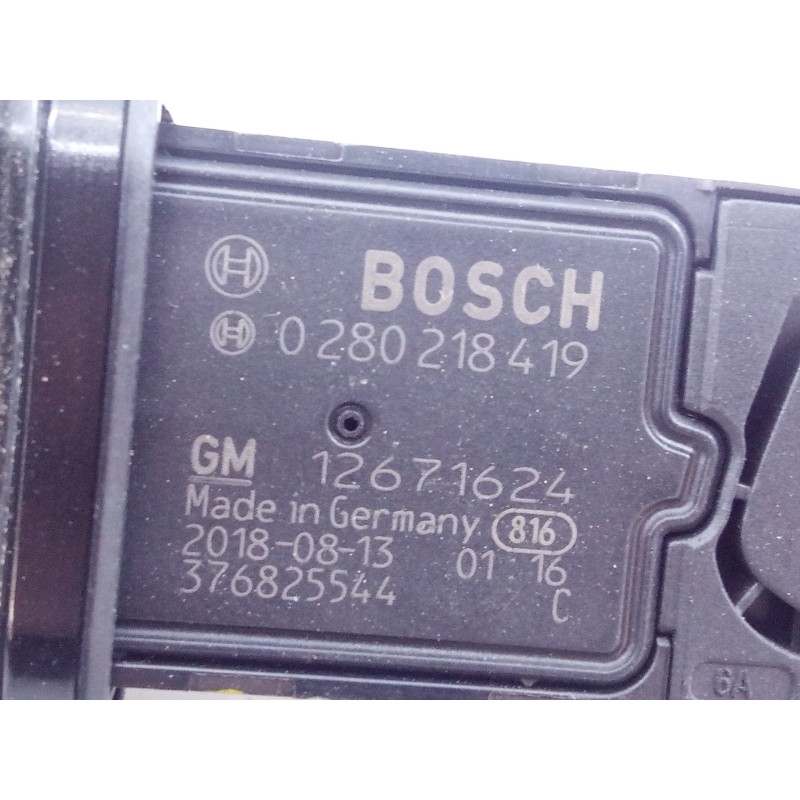 BOSCH
0 280 218 419
GM 12671624
Made in Germany 816
2018-08-13 01 16
376825544 C
6A